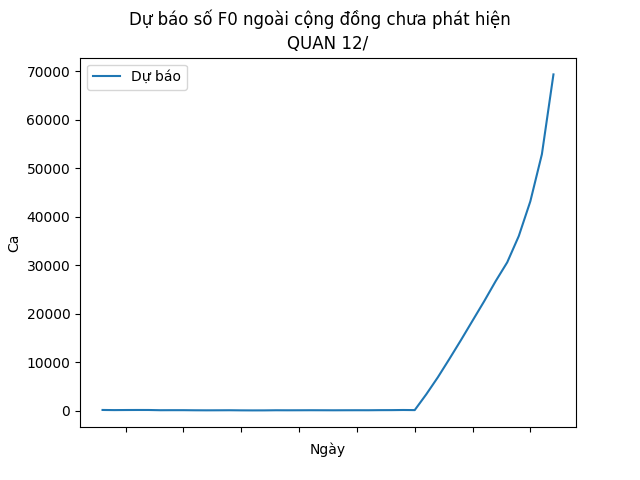 Dự báo số F0 ngoài cộng đồng chưa phát hiện
QUAN 12/
Dự báo
70000
60000
50000
40000
30000
20000
10000
0
Ca
Ngày